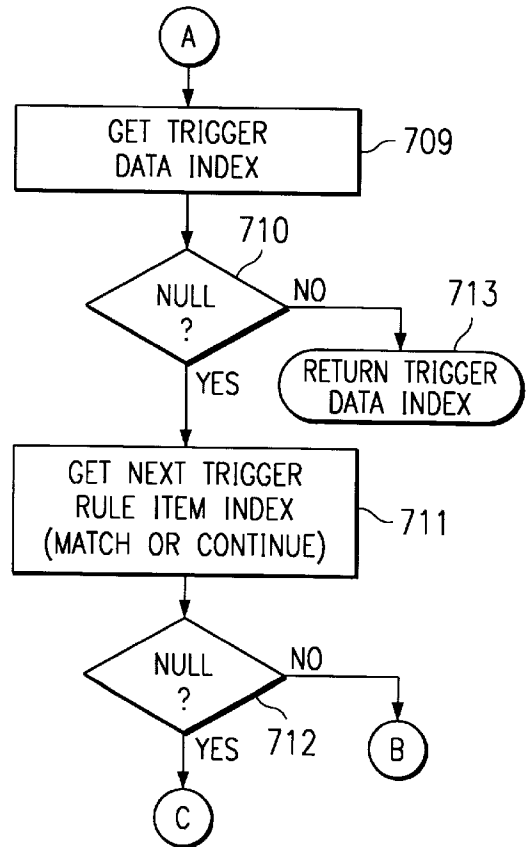 A
GET TRIGGER
DATA INDEX
709
710
NULL
?
NO
YES
713
RETURN TRIGGER
DATA INDEX
GET NEXT TRIGGER
RULE ITEM INDEX
(MATCH OR CONTINUE)
711
NULL
?
NO
712
YES
B
C